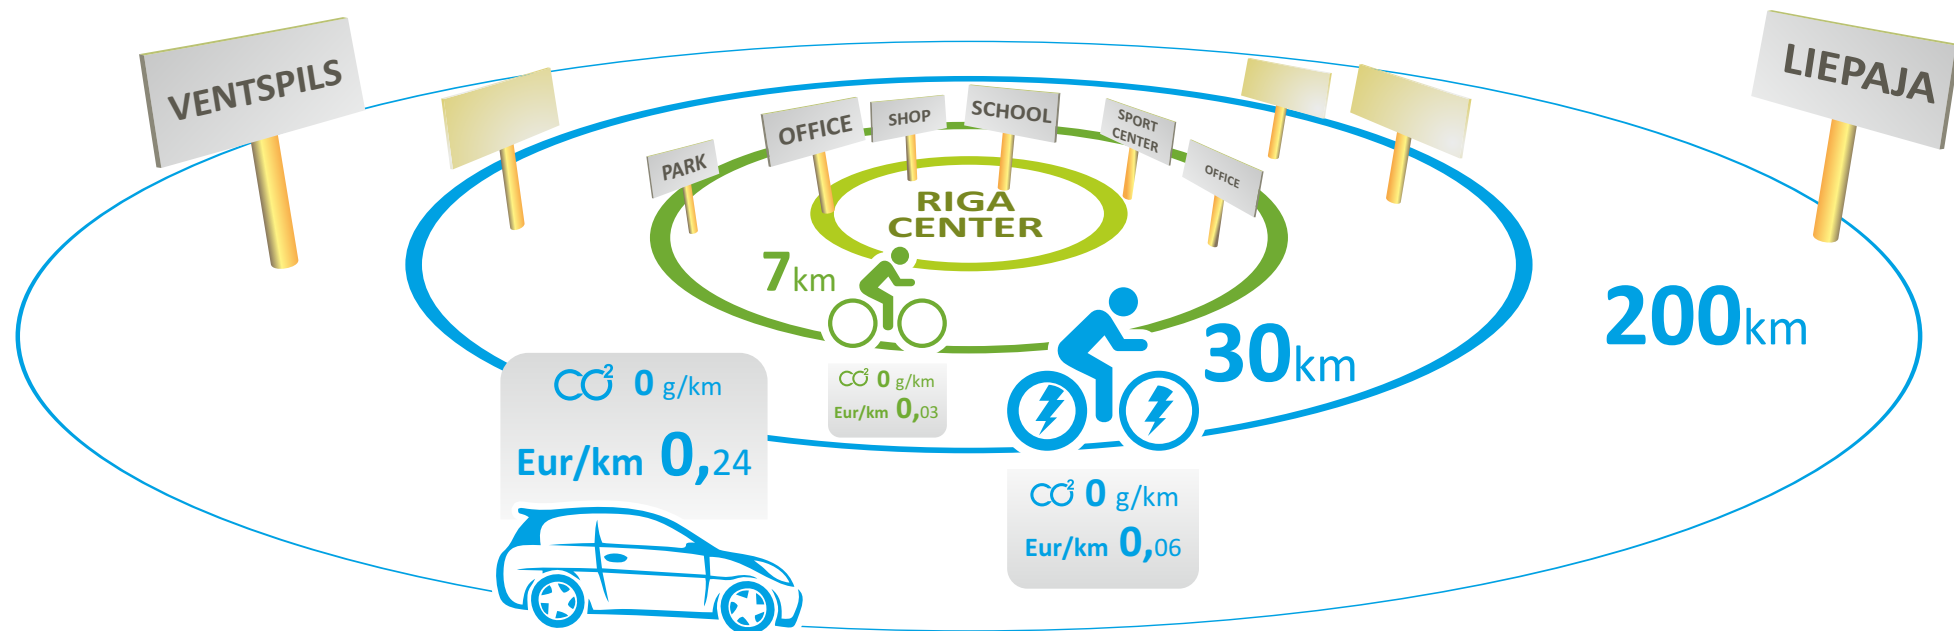 VENTSPILS
LIEPAJA
PARK
OFFICE
SHOP
SCHOOL
SPORT
CENTER
OFFICE
RIGA
CENTER
7km
30km
200km
CO² 0 g/km
Eur/km 0,03
CO² 0 g/km
Eur/km 0,24
CO² 0 g/km
Eur/km 0,06